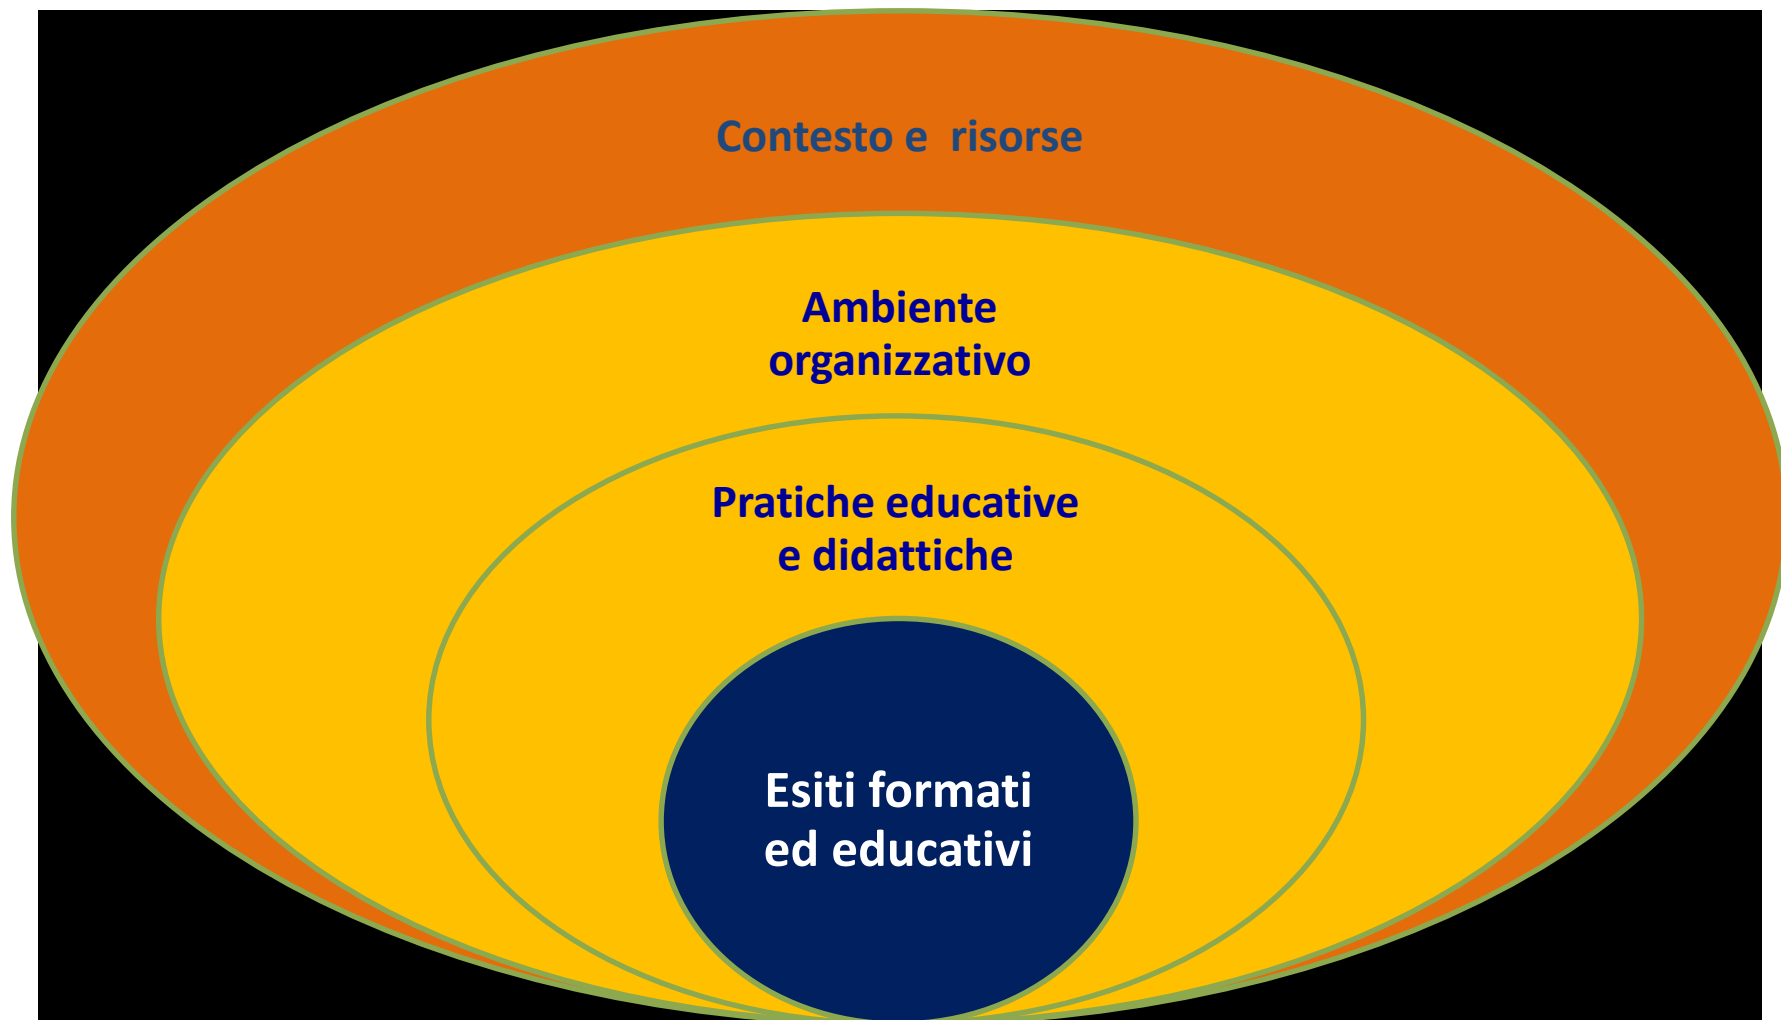 Contesto e  risorse
Ambiente
organizzativo
Pratiche educative
e didattiche
Esiti formati
ed educativi